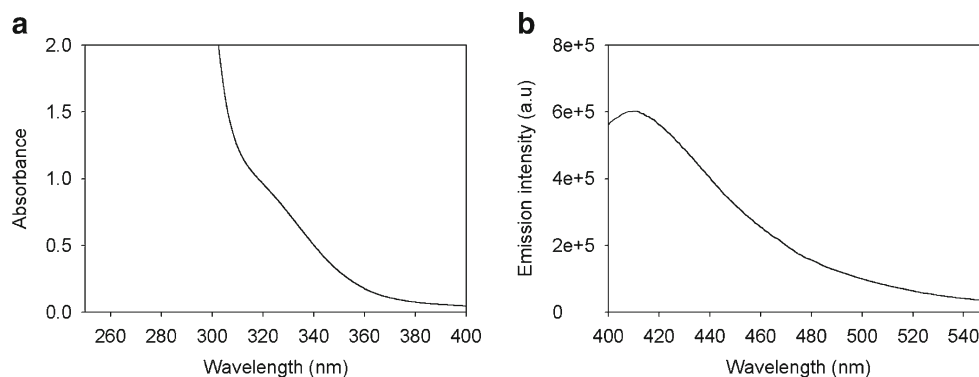 a
2.0
1.5
1.0
0.5
0.0
Absorbance
260 280 300 320 340 360 380 400
Wavelength (nm)
b
8e+5
6e+5
4e+5
2e+5
0
Emission intensity (a.u)
400 420 440 460 480 500 520 540
Wavelength (nm)